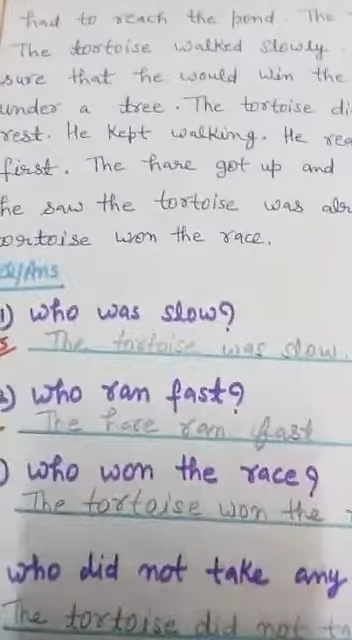 had to reach the pond. The
The tortoise walked slowly
sure that he would win the
under a tree. The tortoise di
rest. He kept walking. He rea
first. The hare got up and
he saw the tortoise was alr
ortoise won the race.
Q/Ans
1) who was slow?
The tortoise was slow.
who ran fast?
The hare ran fast
) who won the race?
The tortoise won the
who did not take any
The tortoise did not ta